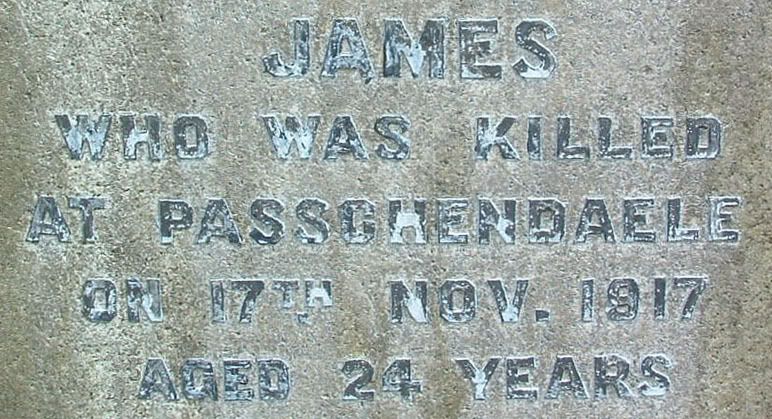 JAMES
WHO WAS KILLED
AT PASSCHENDAELE
ON 17TH NOV. 1917
AGED 24 YEARS